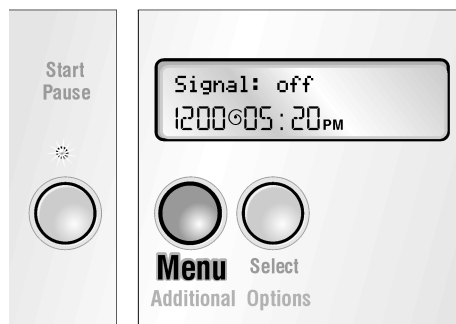 Start
Pause
Signal: off
1200 05:20PM
Menu Select
Additional Options